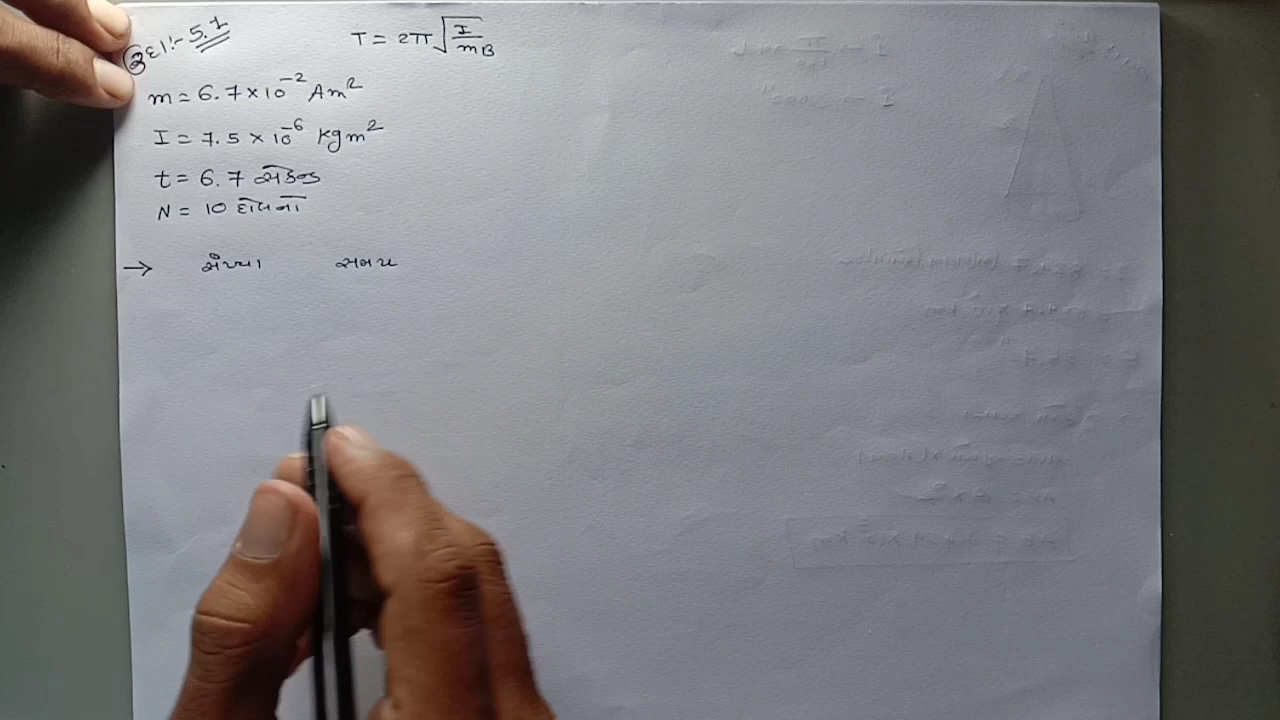 ઉદા:- 5.1
T = 2π√(I/mB)
m = 6.7 × 10⁻² Am²
I = 7.5 × 10⁻⁶ kgm²
t = 6.7 સેકન્ડ
N = 10 દોલનો
→ સંખ્યા સમય